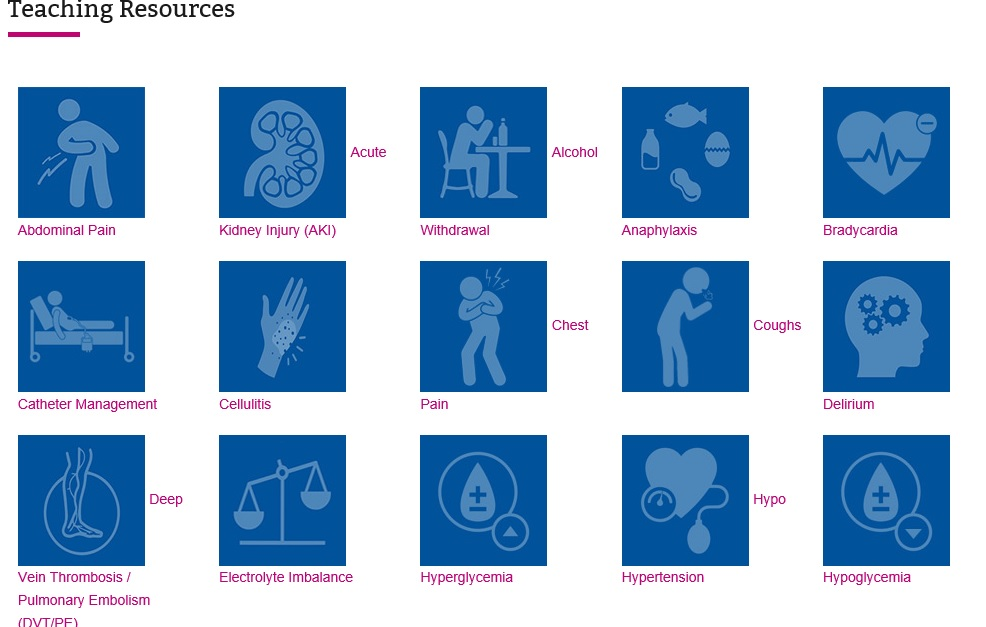 Teaching Resources
Acute
Alcohol
Abdominal Pain
Kidney Injury (AKI)
Withdrawal
Anaphylaxis
Bradycardia
Chest
Coughs
Catheter Management
Cellulitis
Pain
Delirium
Deep
Hypo
Vein Thrombosis /
Pulmonary Embolism
(DVT/PE)
Electrolyte Imbalance
Hyperglycemia
Hypertension
Hypoglycemia